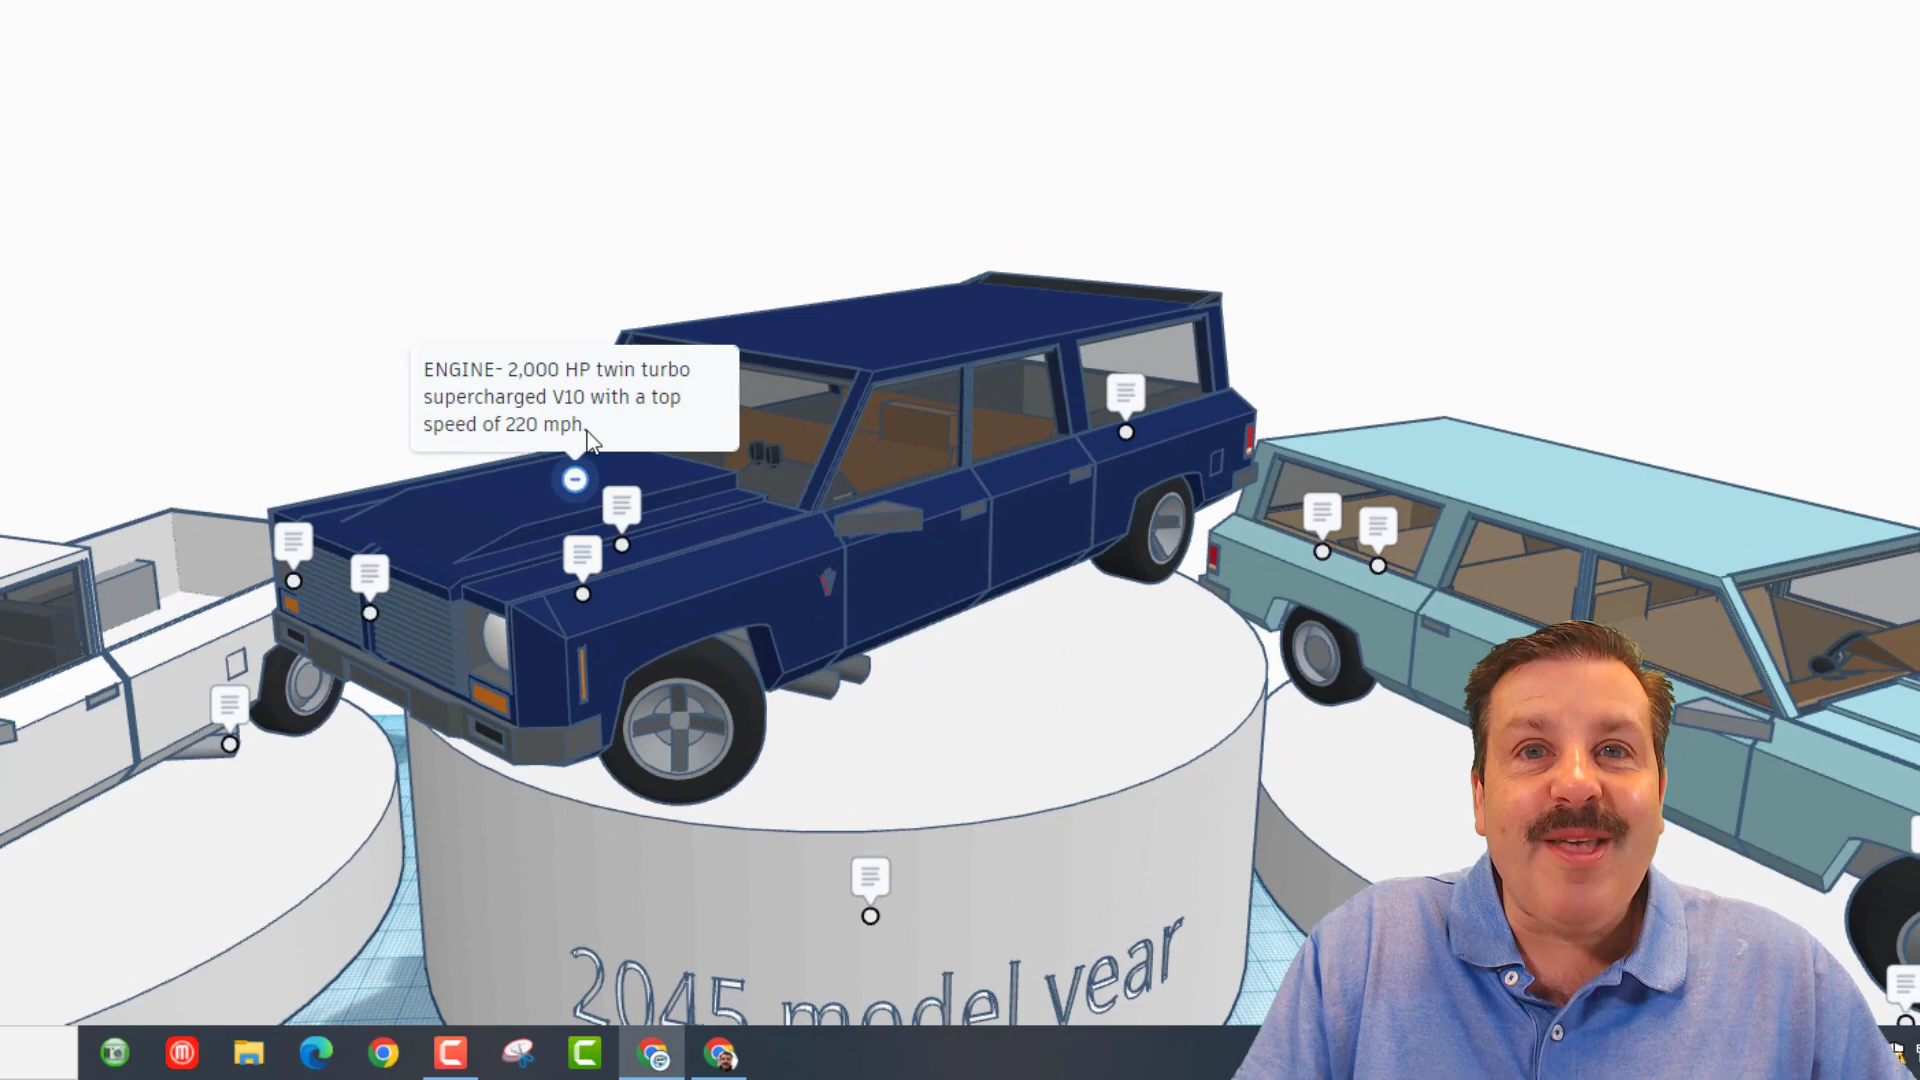 ENGINE- 2,000 HP twin turbo
supercharged V10 with a top
speed of 220 mph.
2045 model year